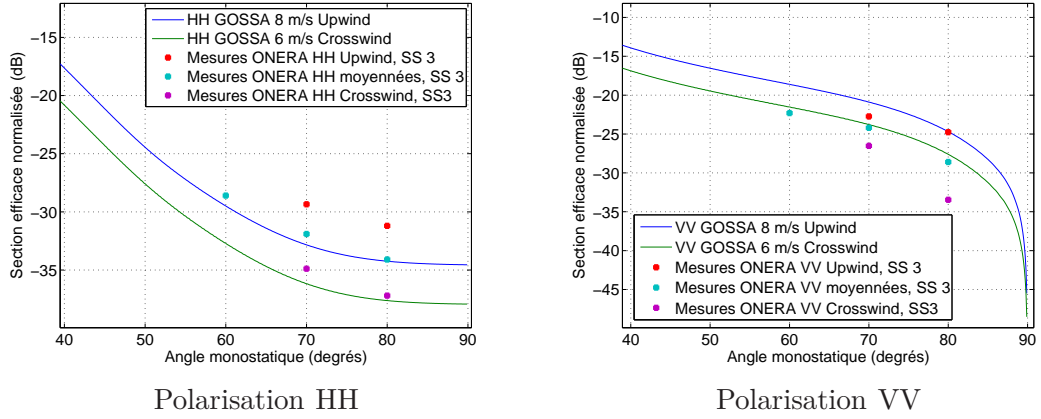 −15
−20
−25
−30
−35
Section efficace normalisée (dB)
HH GOSSA 8 m/s Upwind
HH GOSSA 6 m/s Crosswind
Mesures ONERA HH Upwind, SS 3
Mesures ONERA HH moyennées, SS 3
Mesures ONERA HH Crosswind, SS3
40 50 60 70 80 90
Angle monostatique (degrés)
Polarisation HH
−10
−15
−20
−25
−30
−35
−40
−45
Section efficace normalisée (dB)
VV GOSSA 8 m/s Upwind
VV GOSSA 6 m/s Crosswind
Mesures ONERA VV Upwind, SS 3
Mesures ONERA VV moyennées, SS 3
Mesures ONERA VV Crosswind, SS3
40 50 60 70 80 90
Angle monostatique (degrés)
Polarisation VV